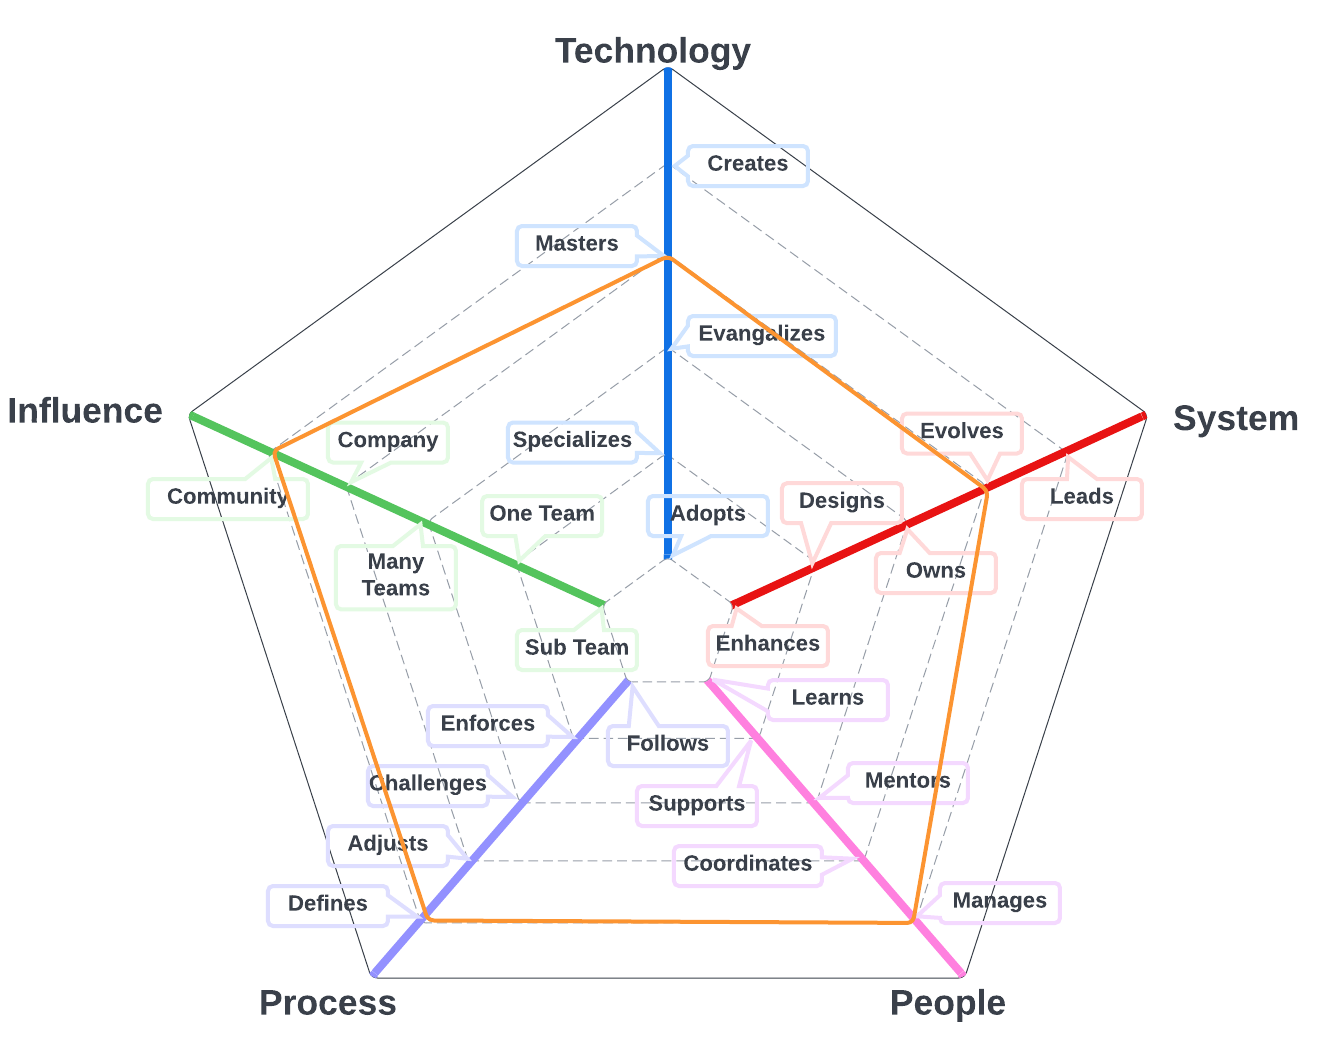 Technology
Creates
Masters
Evangalizes
Influence
System
Company
Specializes
Evolves
Community
One Team
Adopts
Designs
Leads
Many
Teams
Owns
Sub Team
Enhances
Learns
Enforces
Follows
Challenges
Mentors
Supports
Adjusts
Coordinates
Defines
Manages
Process
People